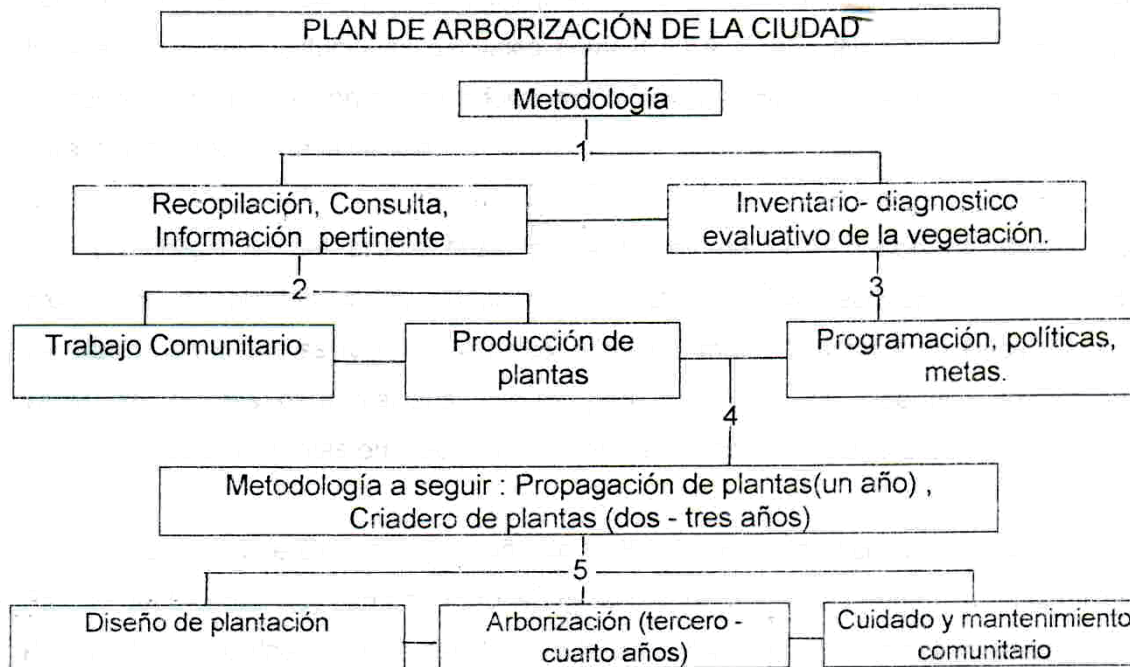 PLAN DE ARBORIZACIÓN DE LA CIUDAD
Metodología
1
Recopilación, Consulta,
Información pertinente
Inventario- diagnostico
evaluativo de la vegetación.
2
3
Trabajo Comunitario
Producción de
plantas
Programación, políticas,
metas.
4
Metodología a seguir : Propagación de plantas(un año) ,
Criadero de plantas (dos - tres años)
5
Diseño de plantación
Arborización (tercero -
cuarto años)
Cuidado y mantenimiento
comunitario